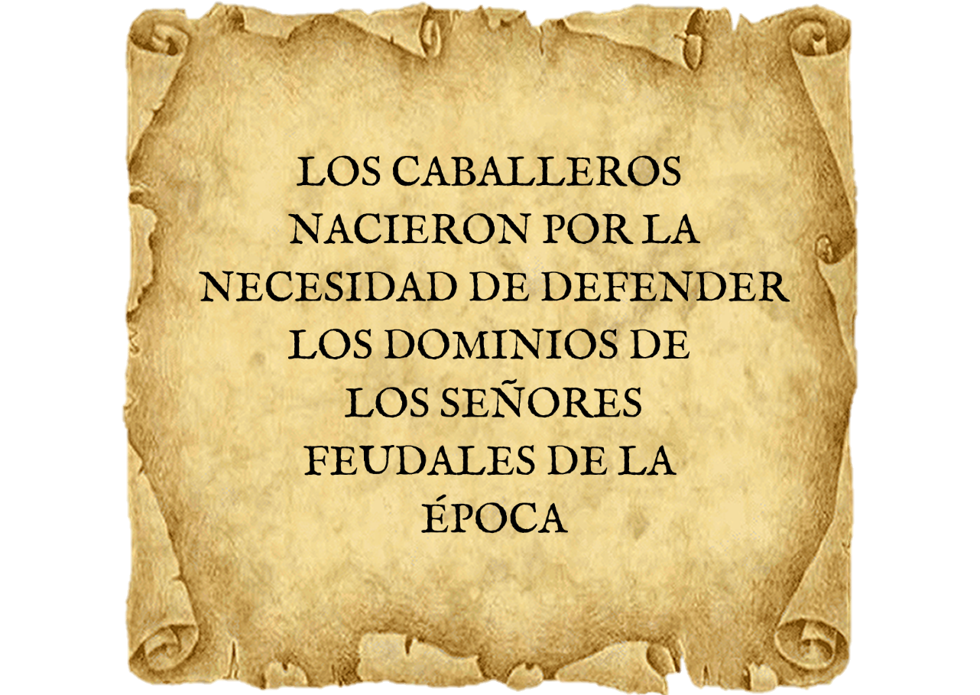 LOS CABALLEROS
NACIERON POR LA
NECESIDAD DE DEFENDER
LOS DOMINIOS DE
LOS SEÑORES
FEUDALES DE LA
ÉPOCA